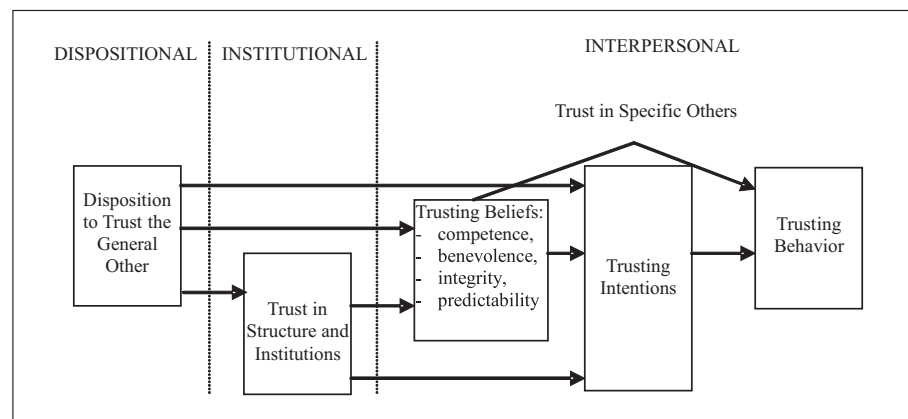 DISPOSITIONAL
INSTITUTIONAL
INTERPERSONAL
Trust in Specific Others
Disposition
to Trust the
General
Other
Trust in
Structure and
Institutions
Trusting Beliefs:
- competence,
- benevolence,
- integrity,
- predictability
Trusting
Intentions
Trusting
Behavior